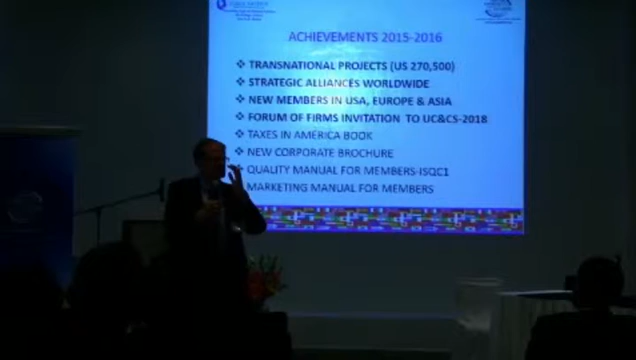 ACHIEVEMENTS 2015-2016
❖ TRANSNATIONAL PROJECTS (US 270,500)
❖ STRATEGIC ALLIANCES WORLDWIDE
❖ NEW MEMBERS IN USA, EUROPE & ASIA
❖ FORUM OF FIRMS INVITATION TO UC&CS-2018
❖ TAXES IN AMÉRICA BOOK
❖ NEW CORPORATE BROCHURE
❖ QUALITY MANUAL FOR MEMBERS-ISQC1
MARKETING MANUAL FOR MEMBERS